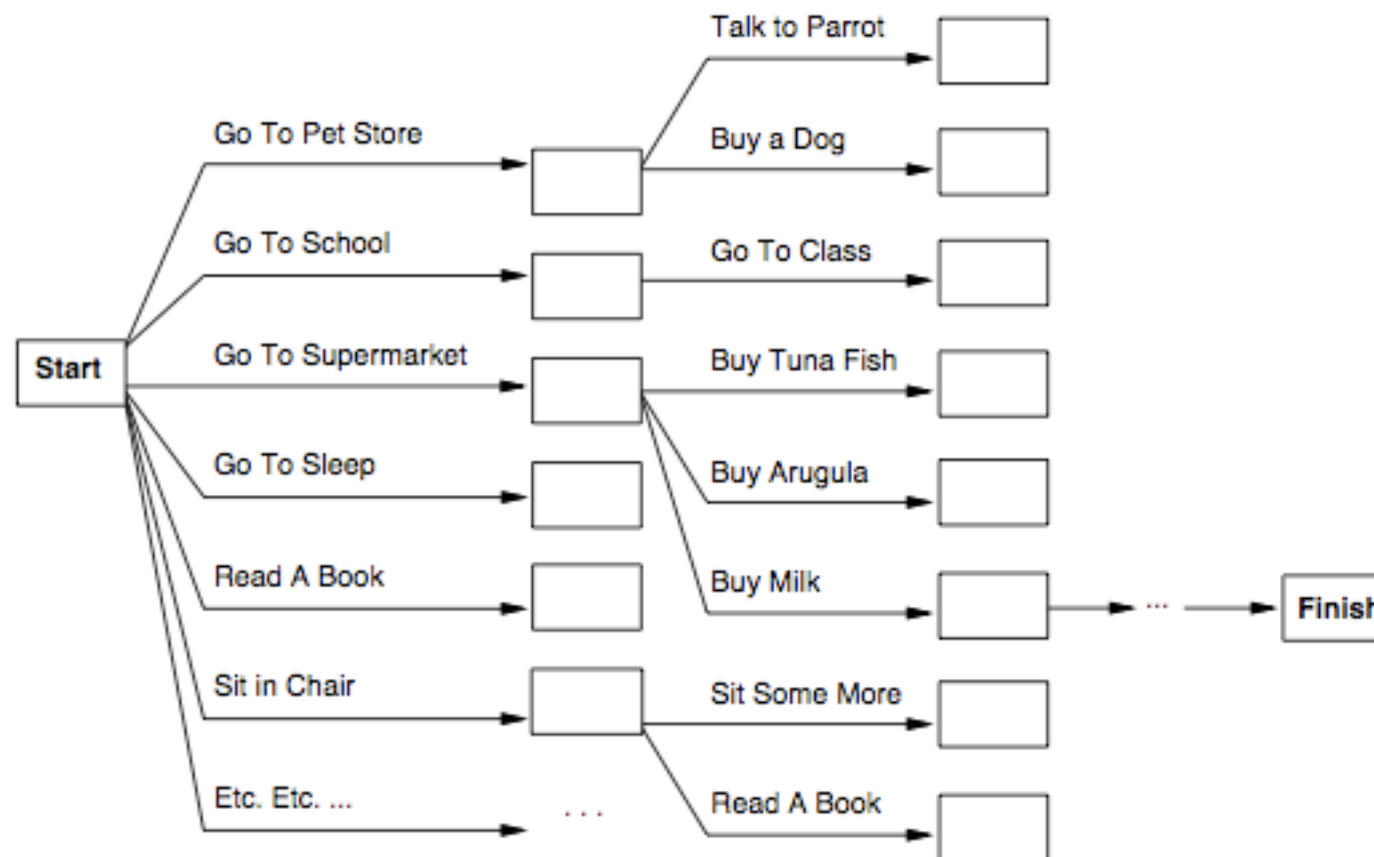 Talk to Parrot
Go To Pet Store
Buy a Dog
Go To School
Go To Class
Start
Go To Supermarket
Buy Tuna Fish
Go To Sleep
Buy Arugula
Read A Book
Buy Milk
...
Finish
Sit in Chair
Sit Some More
Etc. Etc. ...
. . .
Read A Book